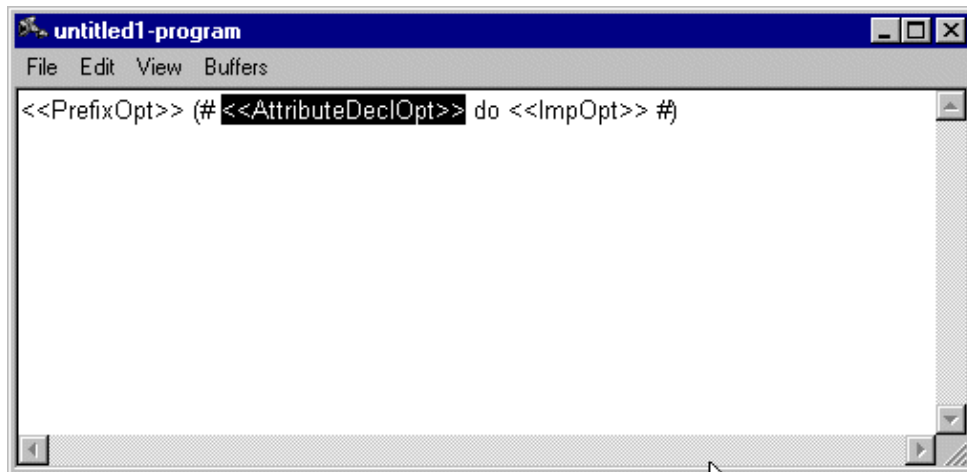 untitled1-program
File Edit View Buffers
<<PrefixOpt>> (# <<AttributeDeclOpt>> do <<ImpOpt>> #)